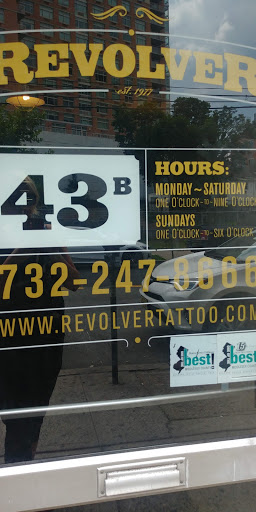 REVOLVER
est. 1977
43B
HOURS:
MONDAY ~ SATURDAY
ONE O'CLOCK -TO- NINE O'CLOCK
SUNDAYS
ONE O'CLOCK -TO- SIX O'CLOCK
732-247-8666
WWW.REVOLVERTATTOO.COM
best!
best